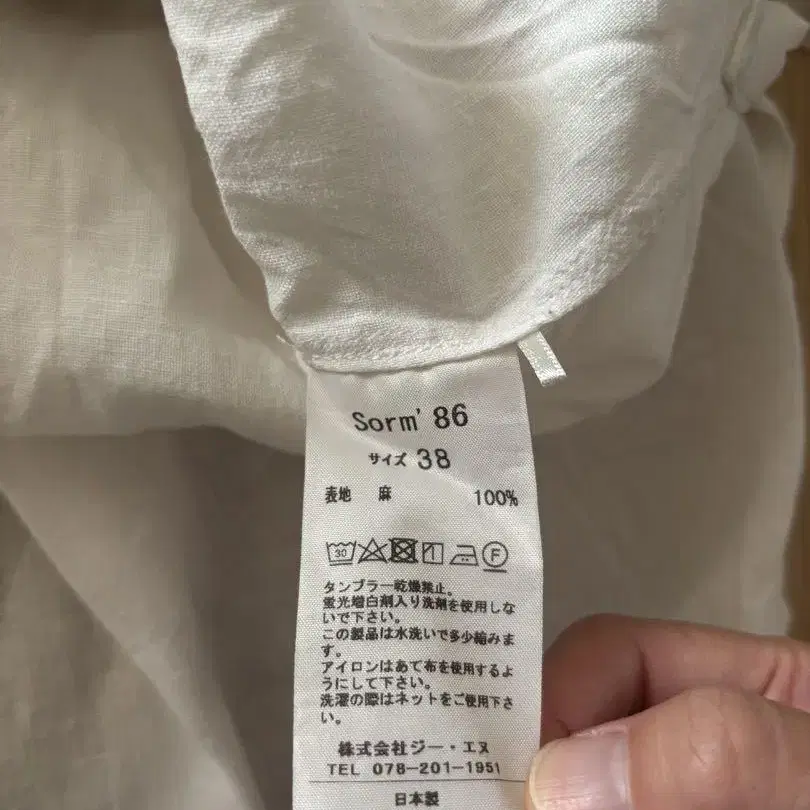 Sorm' 86
サイズ 38
表地 麻 100%
30 F
タンブラー乾燥禁止。
蛍光増白剤入り洗剤を使用しな
いで下さい。
この製品は水洗いで多少縮みま
す。
アイロンはあて布を使用するよ
うにして下さい。
洗濯の際はネットをご使用下さ
い。
株式会社ジー・エヌ
TEL 078-201-1951
日本製